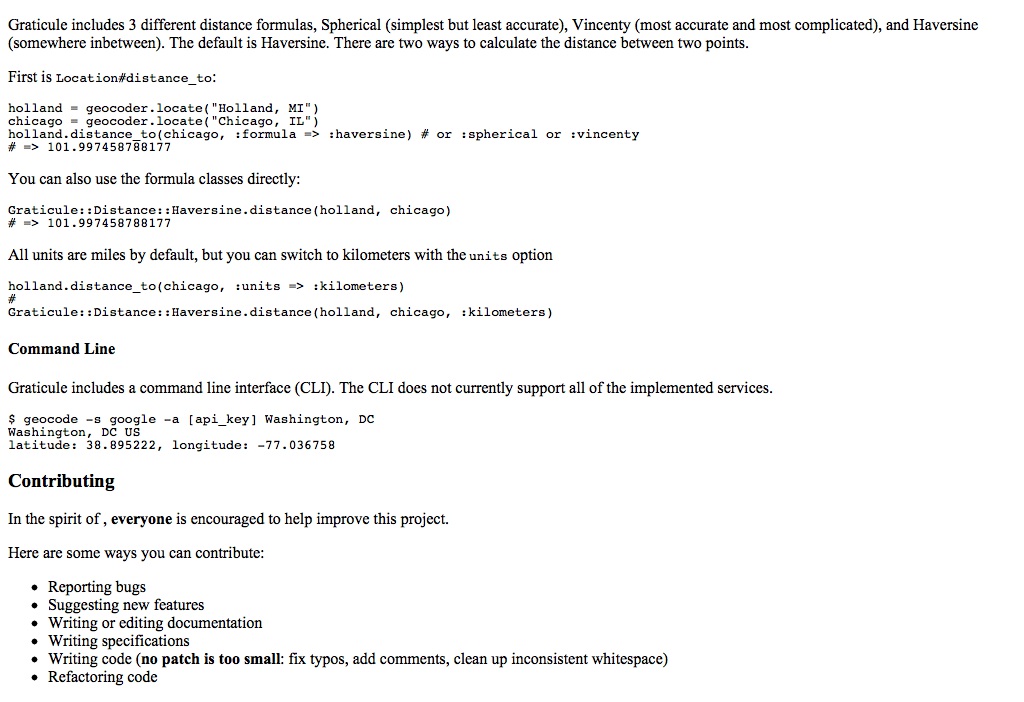 Graticule includes 3 different distance formulas, Spherical (simplest but least accurate), Vincenty (most accurate and most complicated), and Haversine
(somewhere inbetween). The default is Haversine. There are two ways to calculate the distance between two points.
First is Location#distance_to:
holland = geocoder.locate("Holland, MI")
chicago = geocoder.locate("Chicago, IL")
holland.distance_to(chicago, :formula => :haversine) # or :spherical or :vincenty
# => 101.997458788177
You can also use the formula classes directly:
Graticule::Distance::Haversine.distance(holland, chicago)
# => 101.997458788177
All units are miles by default, but you can switch to kilometers with the units option
holland.distance_to(chicago, :units => :kilometers)
#
Graticule::Distance::Haversine.distance(holland, chicago, :kilometers)
Command Line
Graticule includes a command line interface (CLI). The CLI does not currently support all of the implemented services.
$ geocode -s google -a [api_key] Washington, DC
Washington, DC US
latitude: 38.895222, longitude: -77.036758
Contributing
In the spirit of , everyone is encouraged to help improve this project.
Here are some ways you can contribute:
• Reporting bugs
• Suggesting new features
• Writing or editing documentation
• Writing specifications
• Writing code (no patch is too small: fix typos, add comments, clean up inconsistent whitespace)
• Refactoring code